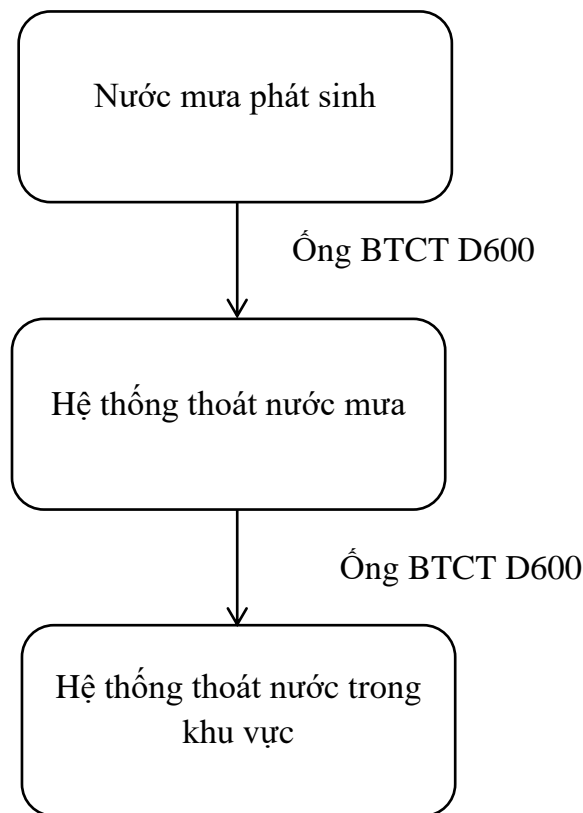 Nước mưa phát sinh
Ống BTCT D600
Hệ thống thoát nước mưa
Ống BTCT D600
Hệ thống thoát nước trong
khu vực